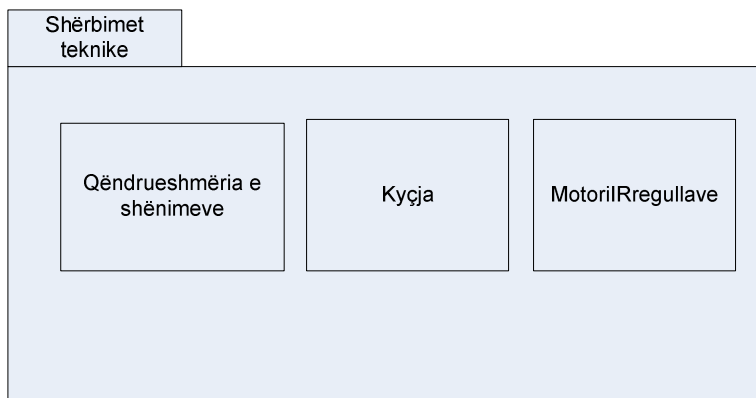 Shërbimet
teknike
Qëndrueshmëria e
shënimeve
Kyçja
MotoriIRregullave